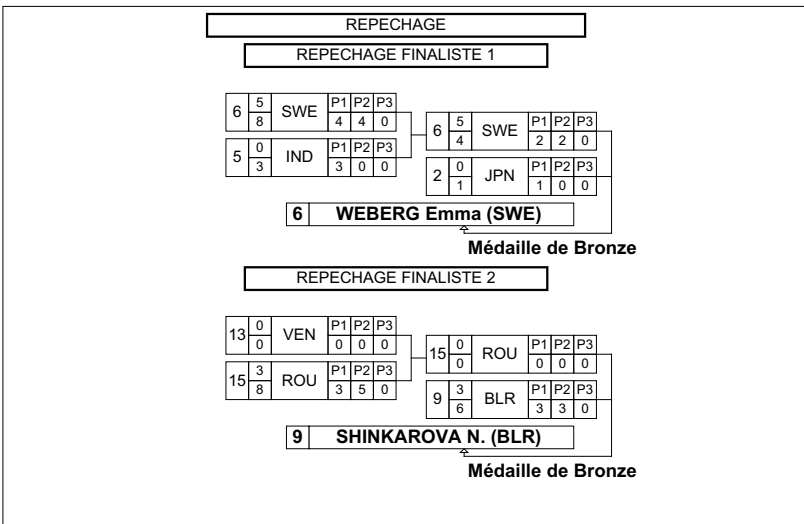 REPECHAGE
REPECHAGE FINALISTE 1
6 5 8 SWE P1 P2 P3 4 4 0
5 0 3 IND P1 P2 P3 3 0 0
6 5 4 SWE P1 P2 P3 2 2 0
2 0 1 JPN P1 P2 P3 1 0 0
6 WEBERG Emma (SWE)
Médaille de Bronze
REPECHAGE FINALISTE 2
13 0 0 VEN P1 P2 P3 0 0 0
15 3 8 ROU P1 P2 P3 3 5 0
15 0 0 ROU P1 P2 P3 0 0 0
9 3 6 BLR P1 P2 P3 3 3 0
9 SHINKAROVA N. (BLR)
Médaille de Bronze